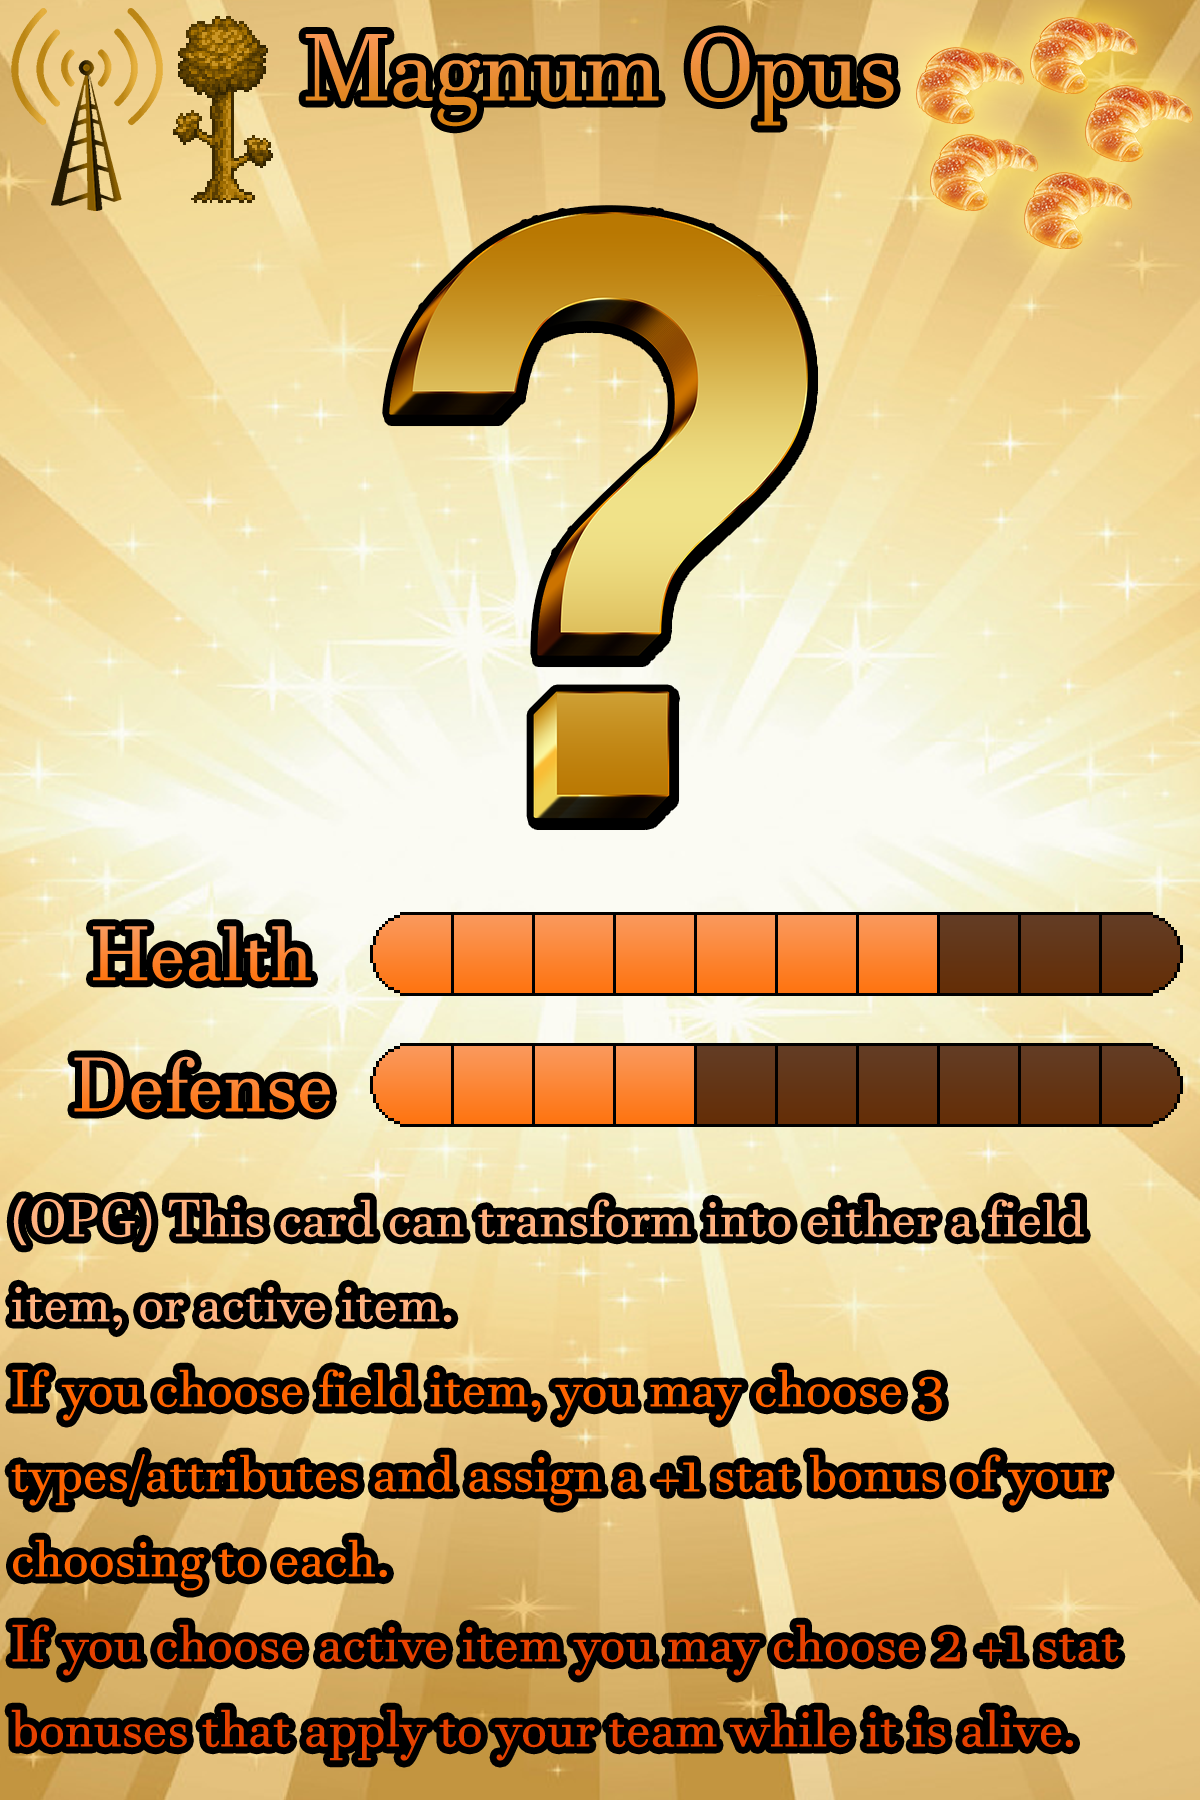 Magnum Opus
?
Health
Defense
(OPG) This card can transform into either a field
item, or active item.
If you choose field item, you may choose 3
types/attributes and assign a +1 stat bonus of your
choosing to each.
If you choose active item you may choose 2 +1 stat
bonuses that apply to your team while it is alive.